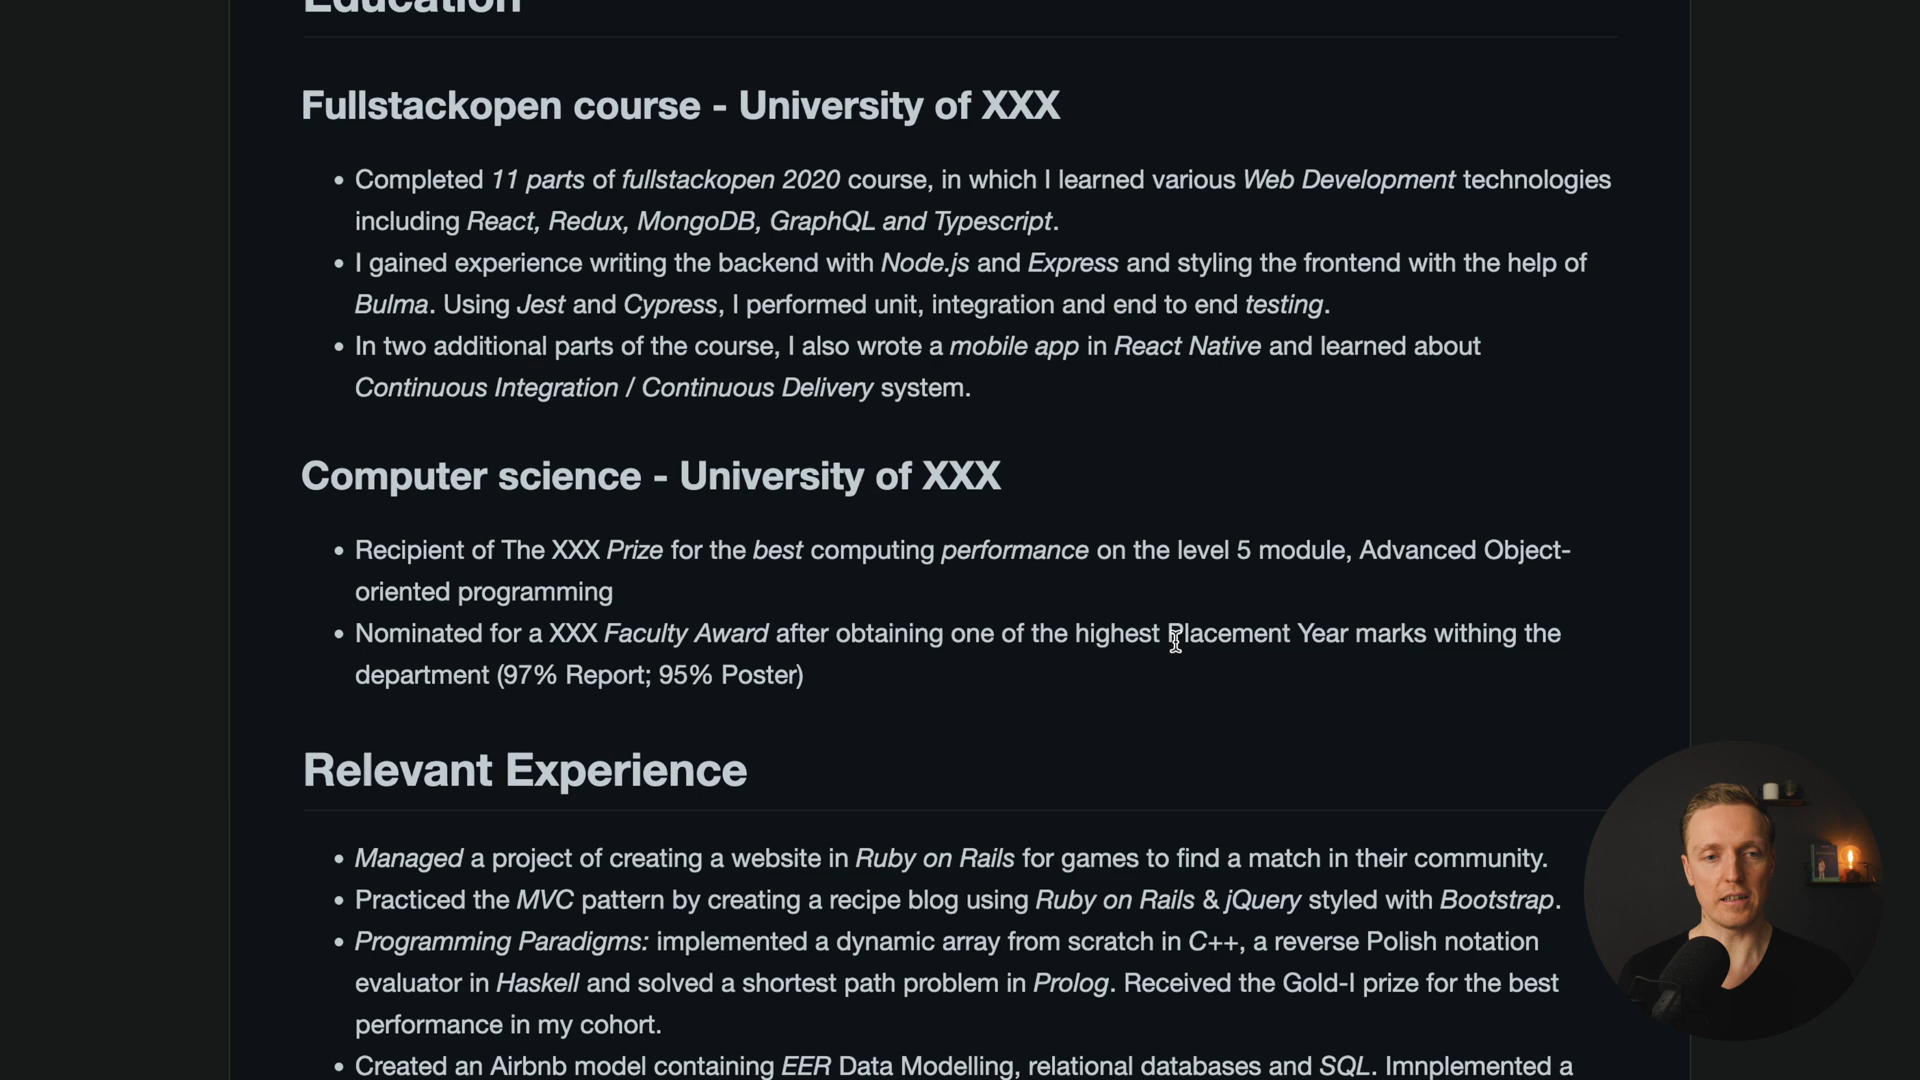 Education
Fullstackopen course - University of XXX
• Completed 11 parts of fullstackopen 2020 course, in which I learned various Web Development technologies
including React, Redux, MongoDB, GraphQL and Typescript.
• I gained experience writing the backend with Node.js and Express and styling the frontend with the help of
Bulma. Using Jest and Cypress, I performed unit, integration and end to end testing.
• In two additional parts of the course, I also wrote a mobile app in React Native and learned about
Continuous Integration / Continuous Delivery system.
Computer science - University of XXX
• Recipient of The XXX Prize for the best computing performance on the level 5 module, Advanced Object-
oriented programming
• Nominated for a XXX Faculty Award after obtaining one of the highest Placement Year marks withing the
department (97% Report; 95% Poster)
Relevant Experience
• Managed a project of creating a website in Ruby on Rails for games to find a match in their community.
• Practiced the MVC pattern by creating a recipe blog using Ruby on Rails & jQuery styled with Bootstrap.
• Programming Paradigms: implemented a dynamic array from scratch in C++, a reverse Polish notation
evaluator in Haskell and solved a shortest path problem in Prolog. Received the Gold-I prize for the best
performance in my cohort.
• Created an Airbnb model containing EER Data Modelling, relational databases and SQL. Imnplemented a